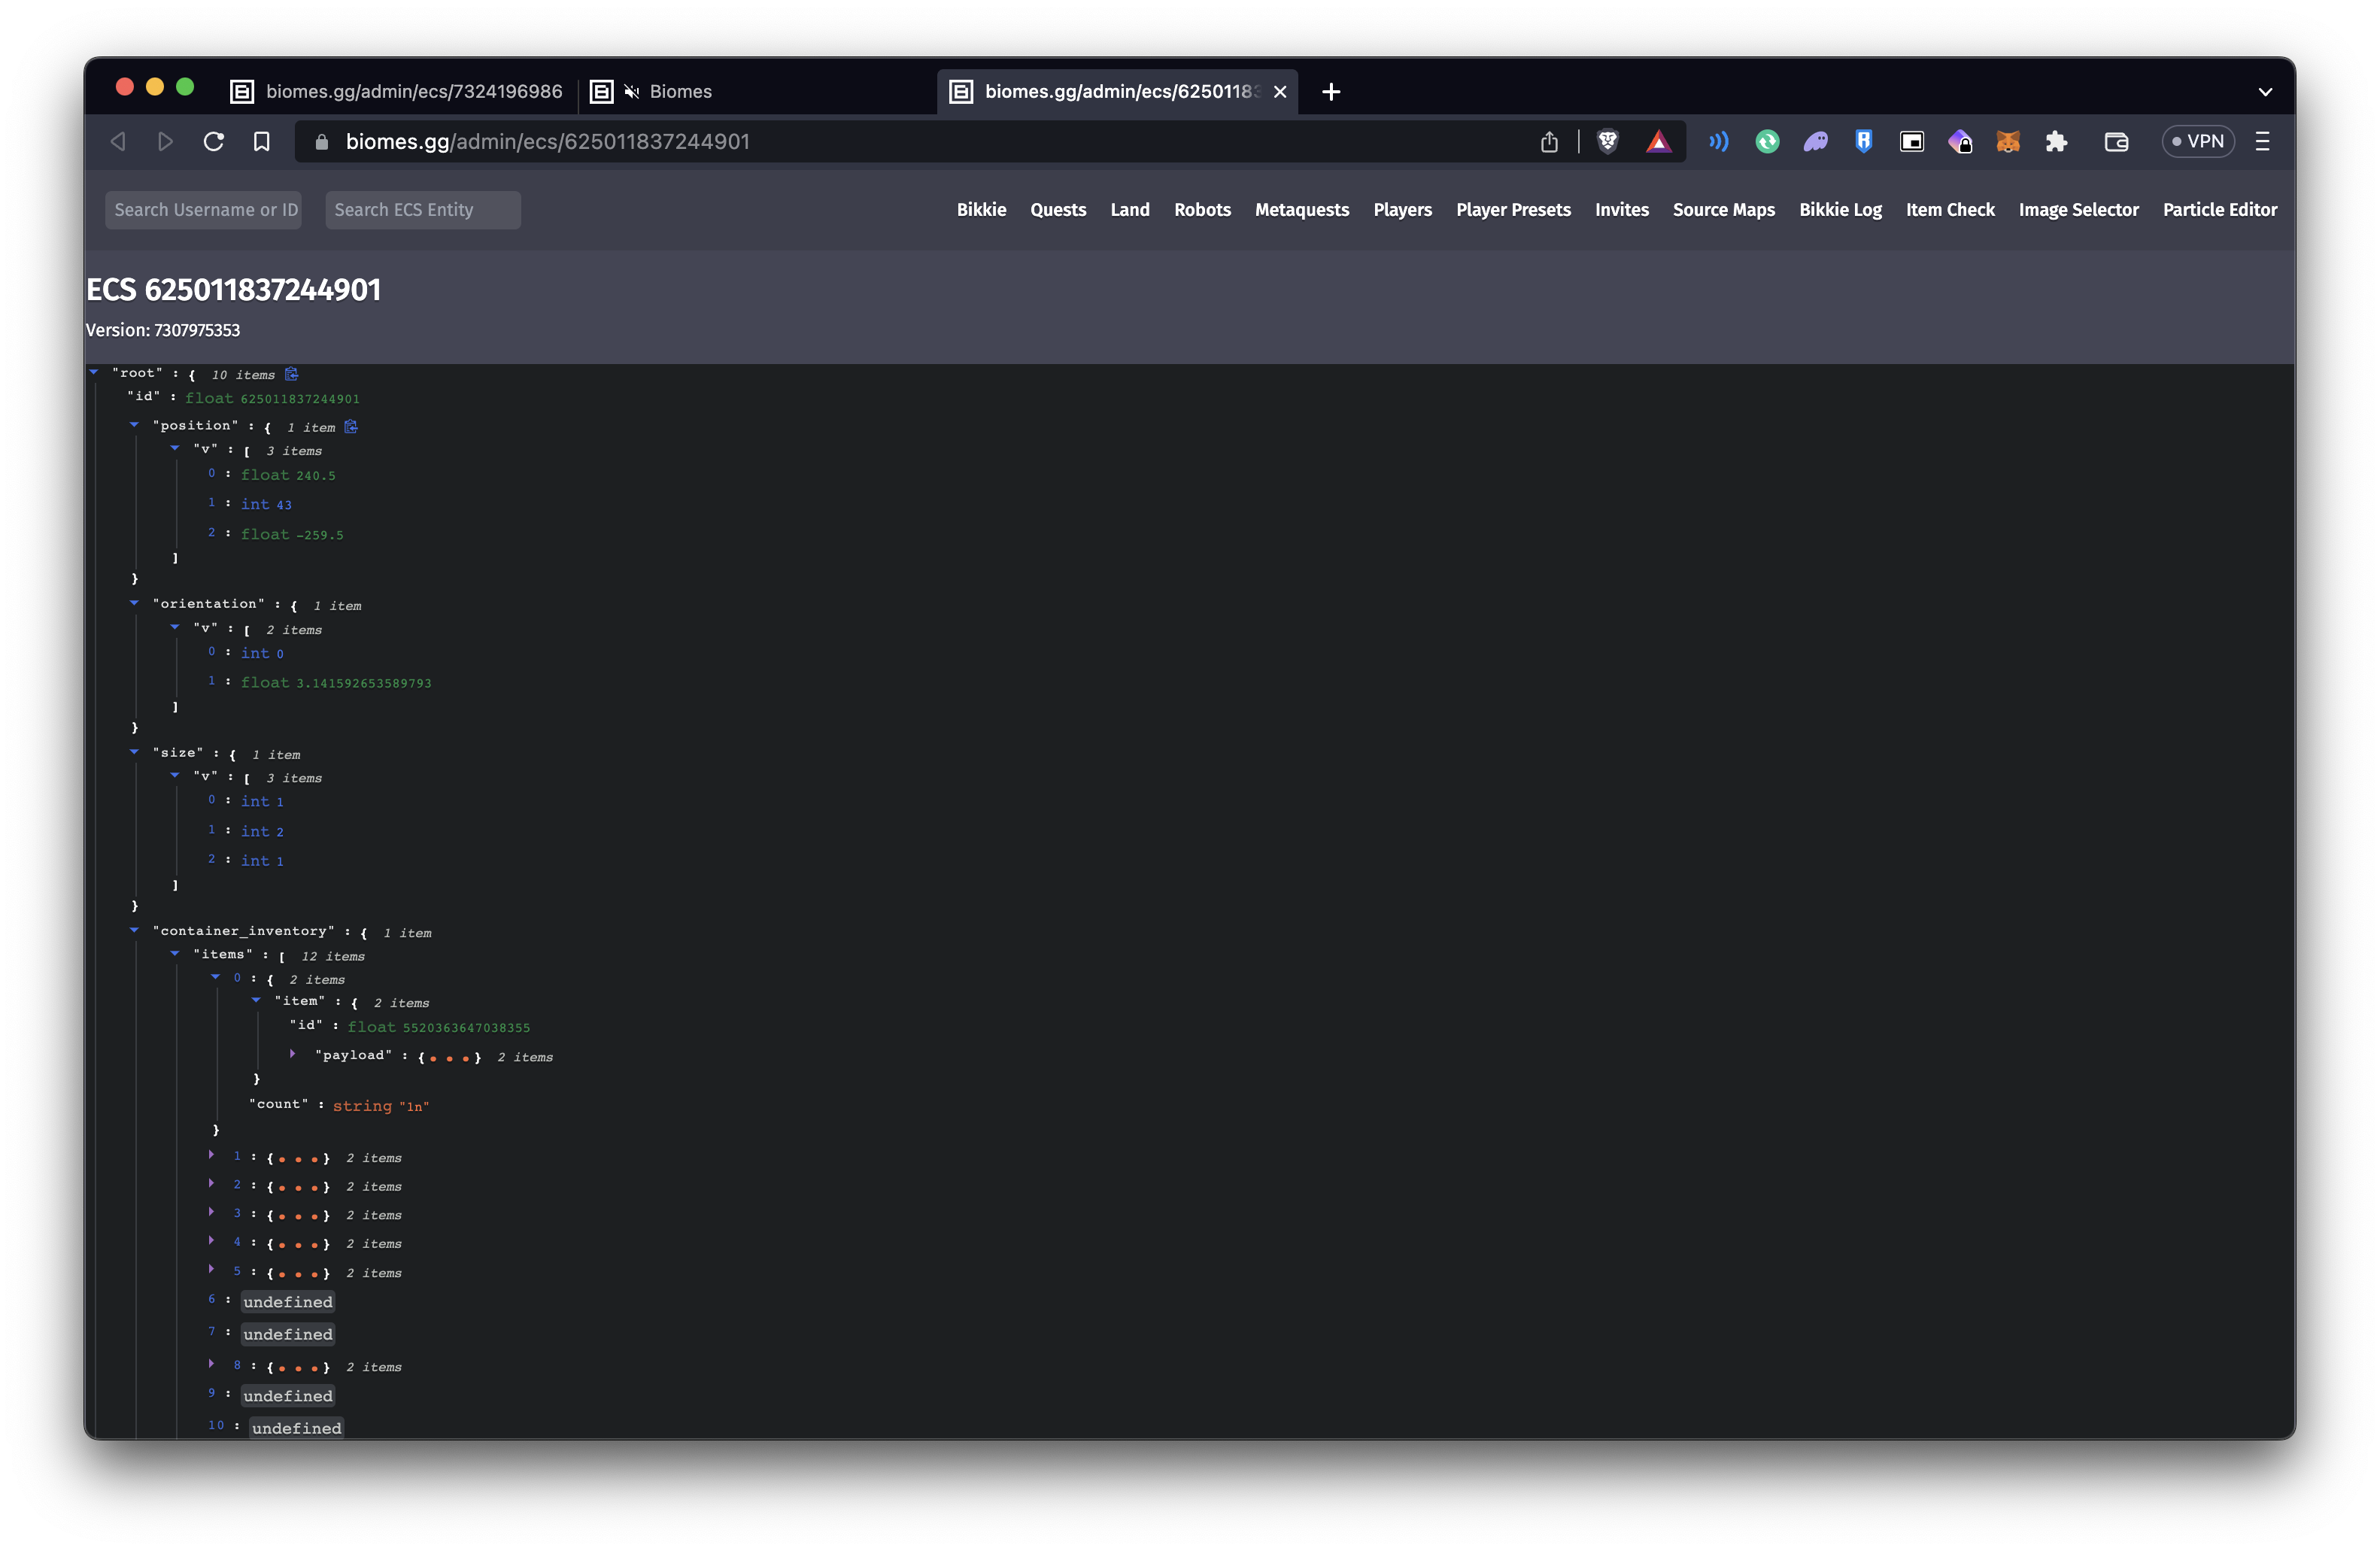 biomes.gg/admin/ecs/7324196986
Biomes
biomes.gg/admin/ecs/6250118
biomes.gg/admin/ecs/625011837244901
VPN
Search Username or ID
Search ECS Entity
Bikkie Quests Land Robots Metaquests Players Player Presets Invites Source Maps Bikkie Log Item Check Image Selector Particle Editor
ECS 625011837244901
Version: 7307975353
"root" : { 10 items
"id" : float 625011837244901
"position" : { 1 item
"v" : [ 3 items
0 : float 240.5
1 : int 43
2 : float -259.5
]
}
"orientation" : { 1 item
"v" : [ 2 items
0 : int 0
1 : float 3.141592653589793
]
}
"size" : { 1 item
"v" : [ 3 items
0 : int 1
1 : int 2
2 : int 1
]
}
"container_inventory" : { 1 item
"items" : [ 12 items
0 : { 2 items
"item" : { 2 items
"id" : float 5520363647038355
"payload" : {...} 2 items
}
"count" : string "1n"
}
1 : {...} 2 items
2 : {...} 2 items
3 : {...} 2 items
4 : {...} 2 items
5 : {...} 2 items
6 : undefined
7 : undefined
8 : {...} 2 items
9 : undefined
10 : undefined